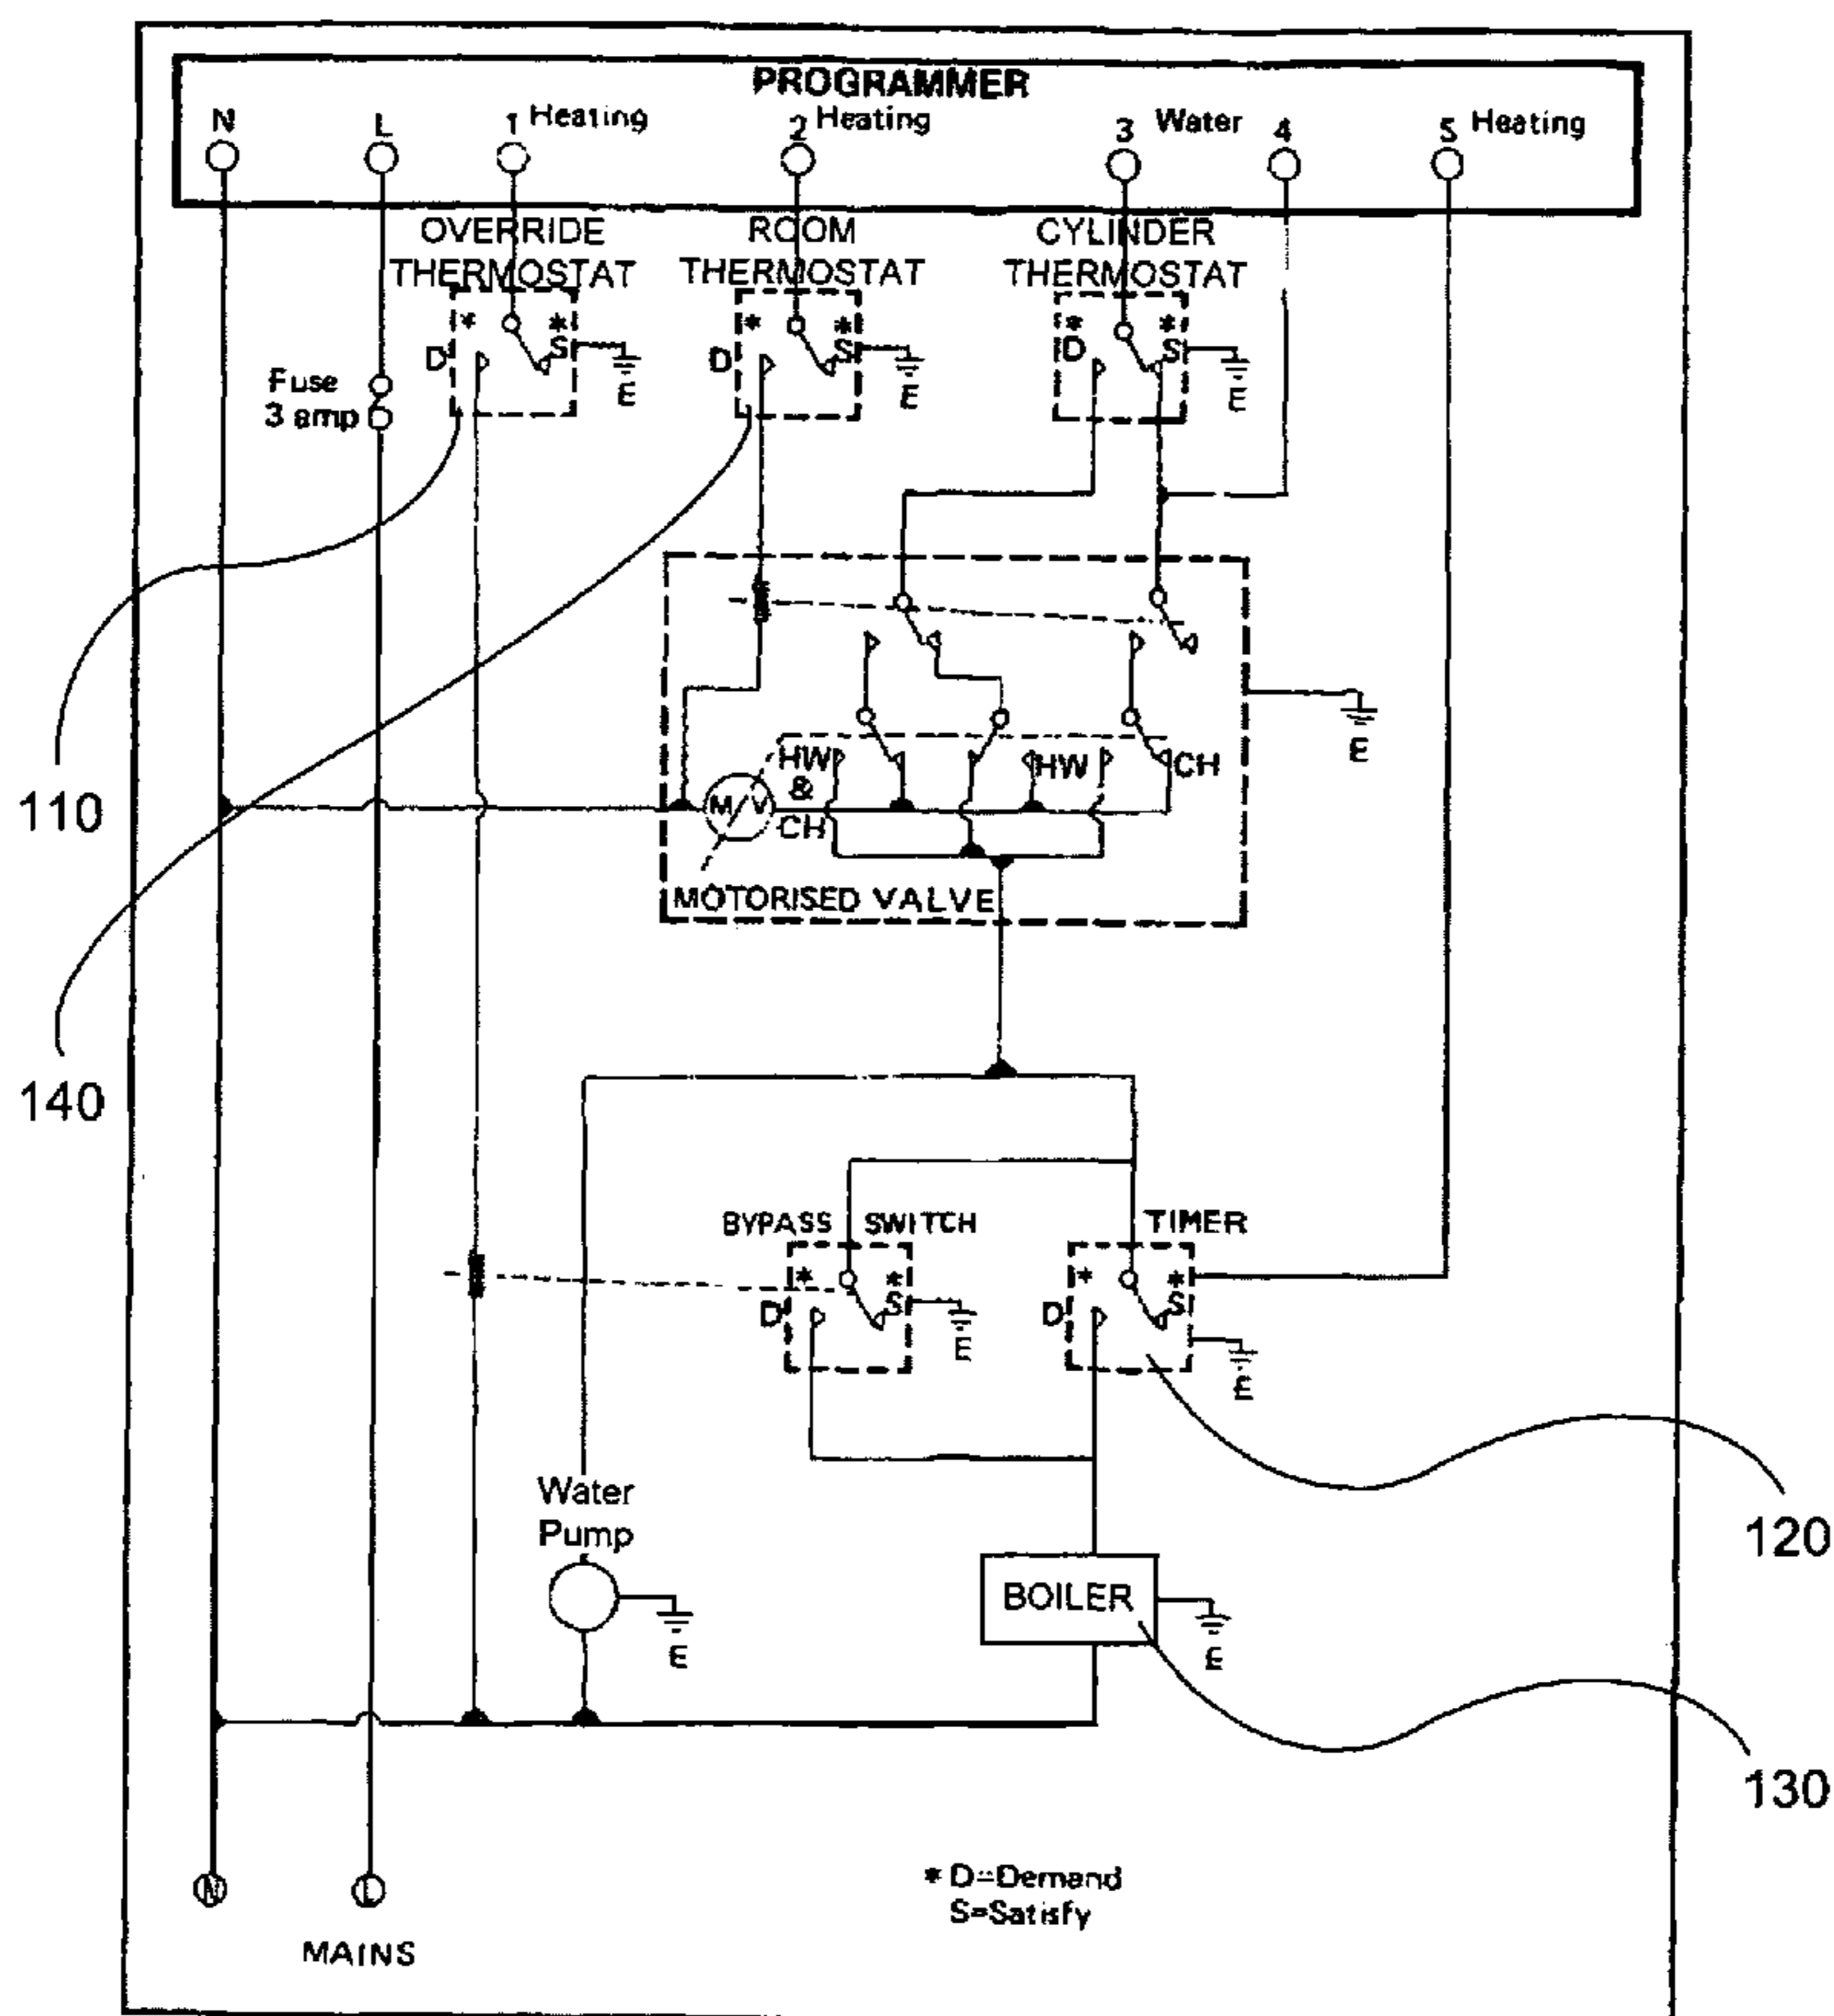 PROGRAMMER
N L 1 Heating 2 Heating 3 Water 4 5 Heating
OVERRIDE THERMOSTAT
ROOM THERMOSTAT
CYLINDER THERMOSTAT
* * D S E
* * D S E
* * D S E
Fuse
3 amp
HW & CH
HW CH
M/V
E
MOTORISED VALVE
110
140
BYPASS SWITCH
TIMER
* * D S E
* * D S E
Water
Pump
E
BOILER
E
120
130
N L
MAINS
* D=Demand
S=Satisfy